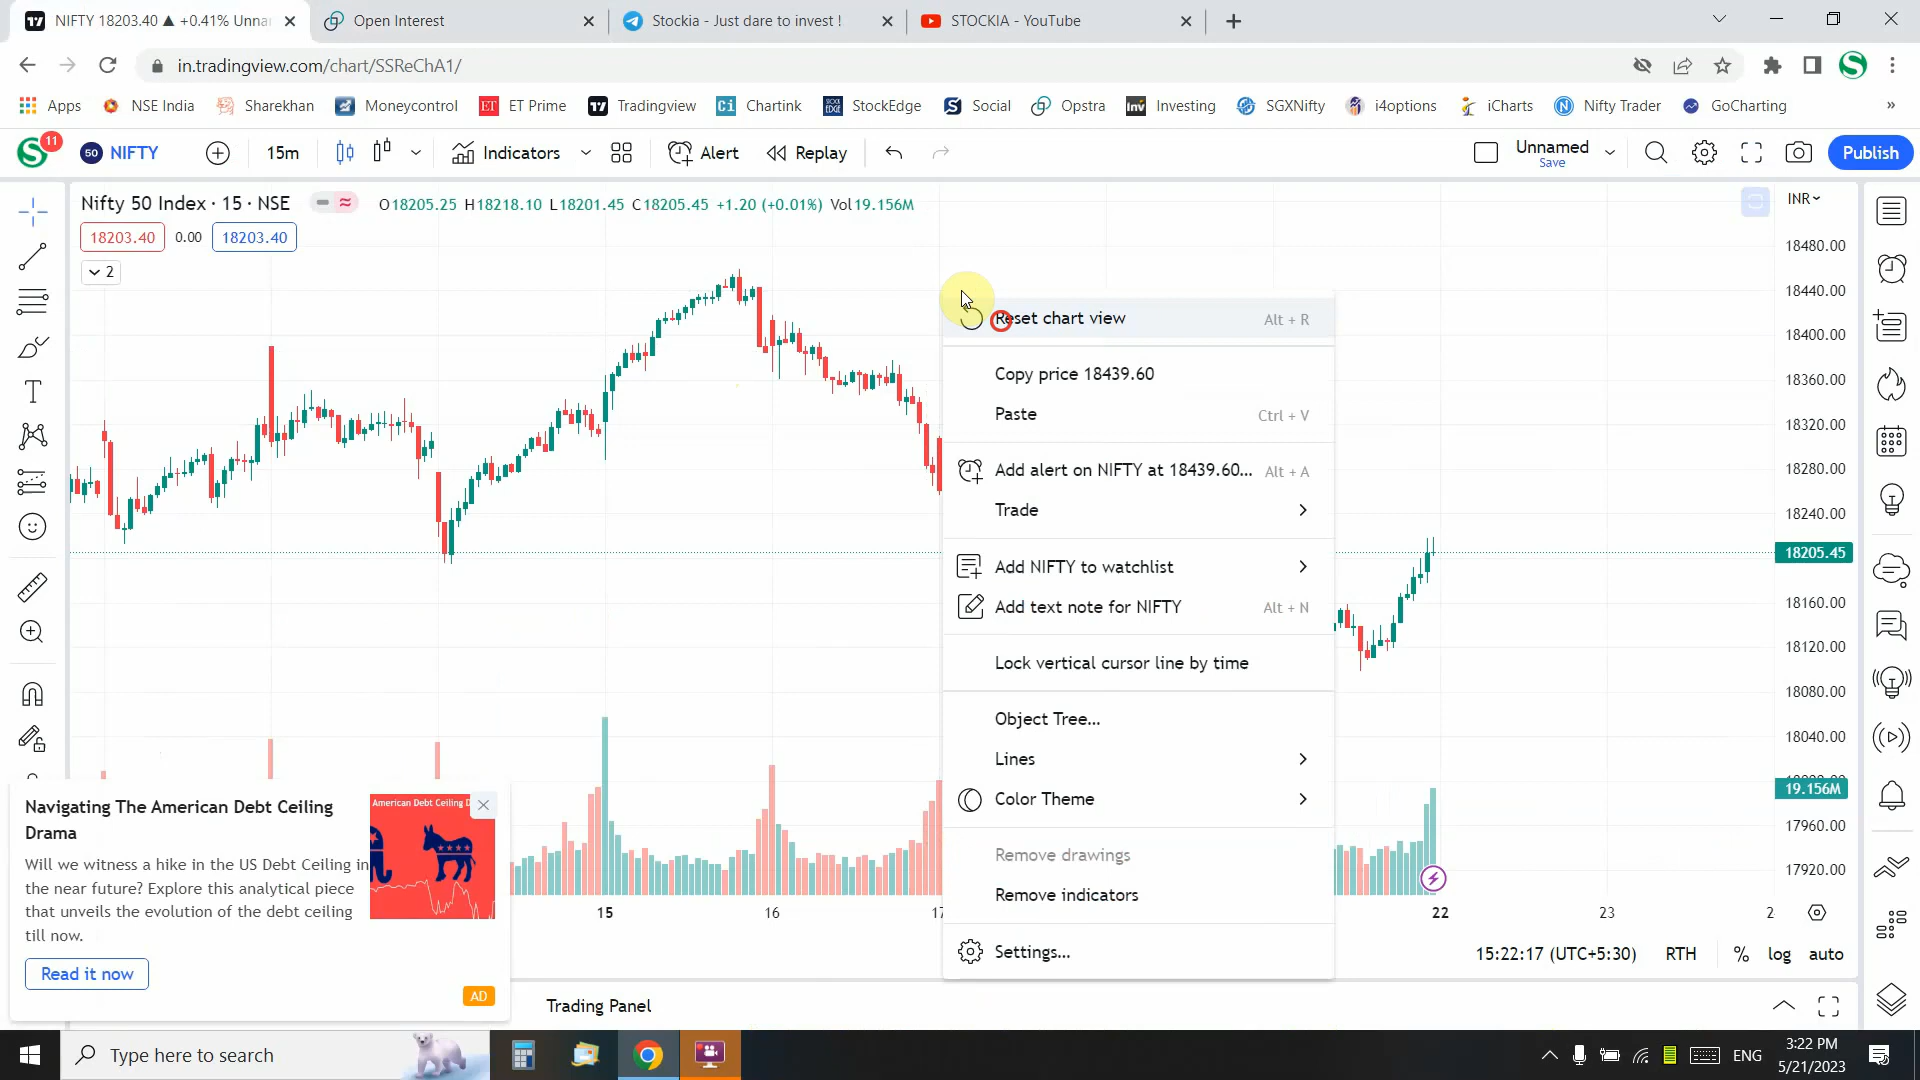 NIFTY 18203.40 ▲ +0.41% Unnar
Open Interest
Stockia - Just dare to invest !
STOCKIA - YouTube
in.tradingview.com/chart/SSReChA1/
Apps
NSE India
Sharekhan
Moneycontrol
ET ET Prime
Tradingview
Ci Chartink
STOCK EDGE StockEdge
Social
Opstra
Inv Investing
SGXNifty
i4options
iCharts
Nifty Trader
GoCharting
»
11
50 NIFTY
15m
Indicators
Alert
Replay
Unnamed
Save
Publish
Nifty 50 Index · 15 · NSE
O18205.25 H18218.10 L18201.45 C18205.45 +1.20 (+0.01%) Vol19.156M
INR
18203.40
0.00
18203.40
2
18480.00
18440.00
18400.00
18360.00
18320.00
18280.00
18240.00
18205.45
18160.00
18120.00
18080.00
18040.00
19.156M
17960.00
17920.00
Reset chart view Alt + R
Copy price 18439.60
Paste Ctrl + V
Add alert on NIFTY at 18439.60... Alt + A
Trade
Add NIFTY to watchlist
Add text note for NIFTY Alt + N
Lock vertical cursor line by time
Object Tree...
Lines
Color Theme
Remove drawings
Remove indicators
Settings...
Navigating The American Debt Ceiling
Drama
American Debt Ceiling D
Will we witness a hike in the US Debt Ceiling in
the near future? Explore this analytical piece
that unveils the evolution of the debt ceiling
till now.
Read it now
AD
15
16
17
22
23
2
15:22:17 (UTC+5:30)
RTH
%
log
auto
Trading Panel
Type here to search
ENG
3:22 PM
5/21/2023